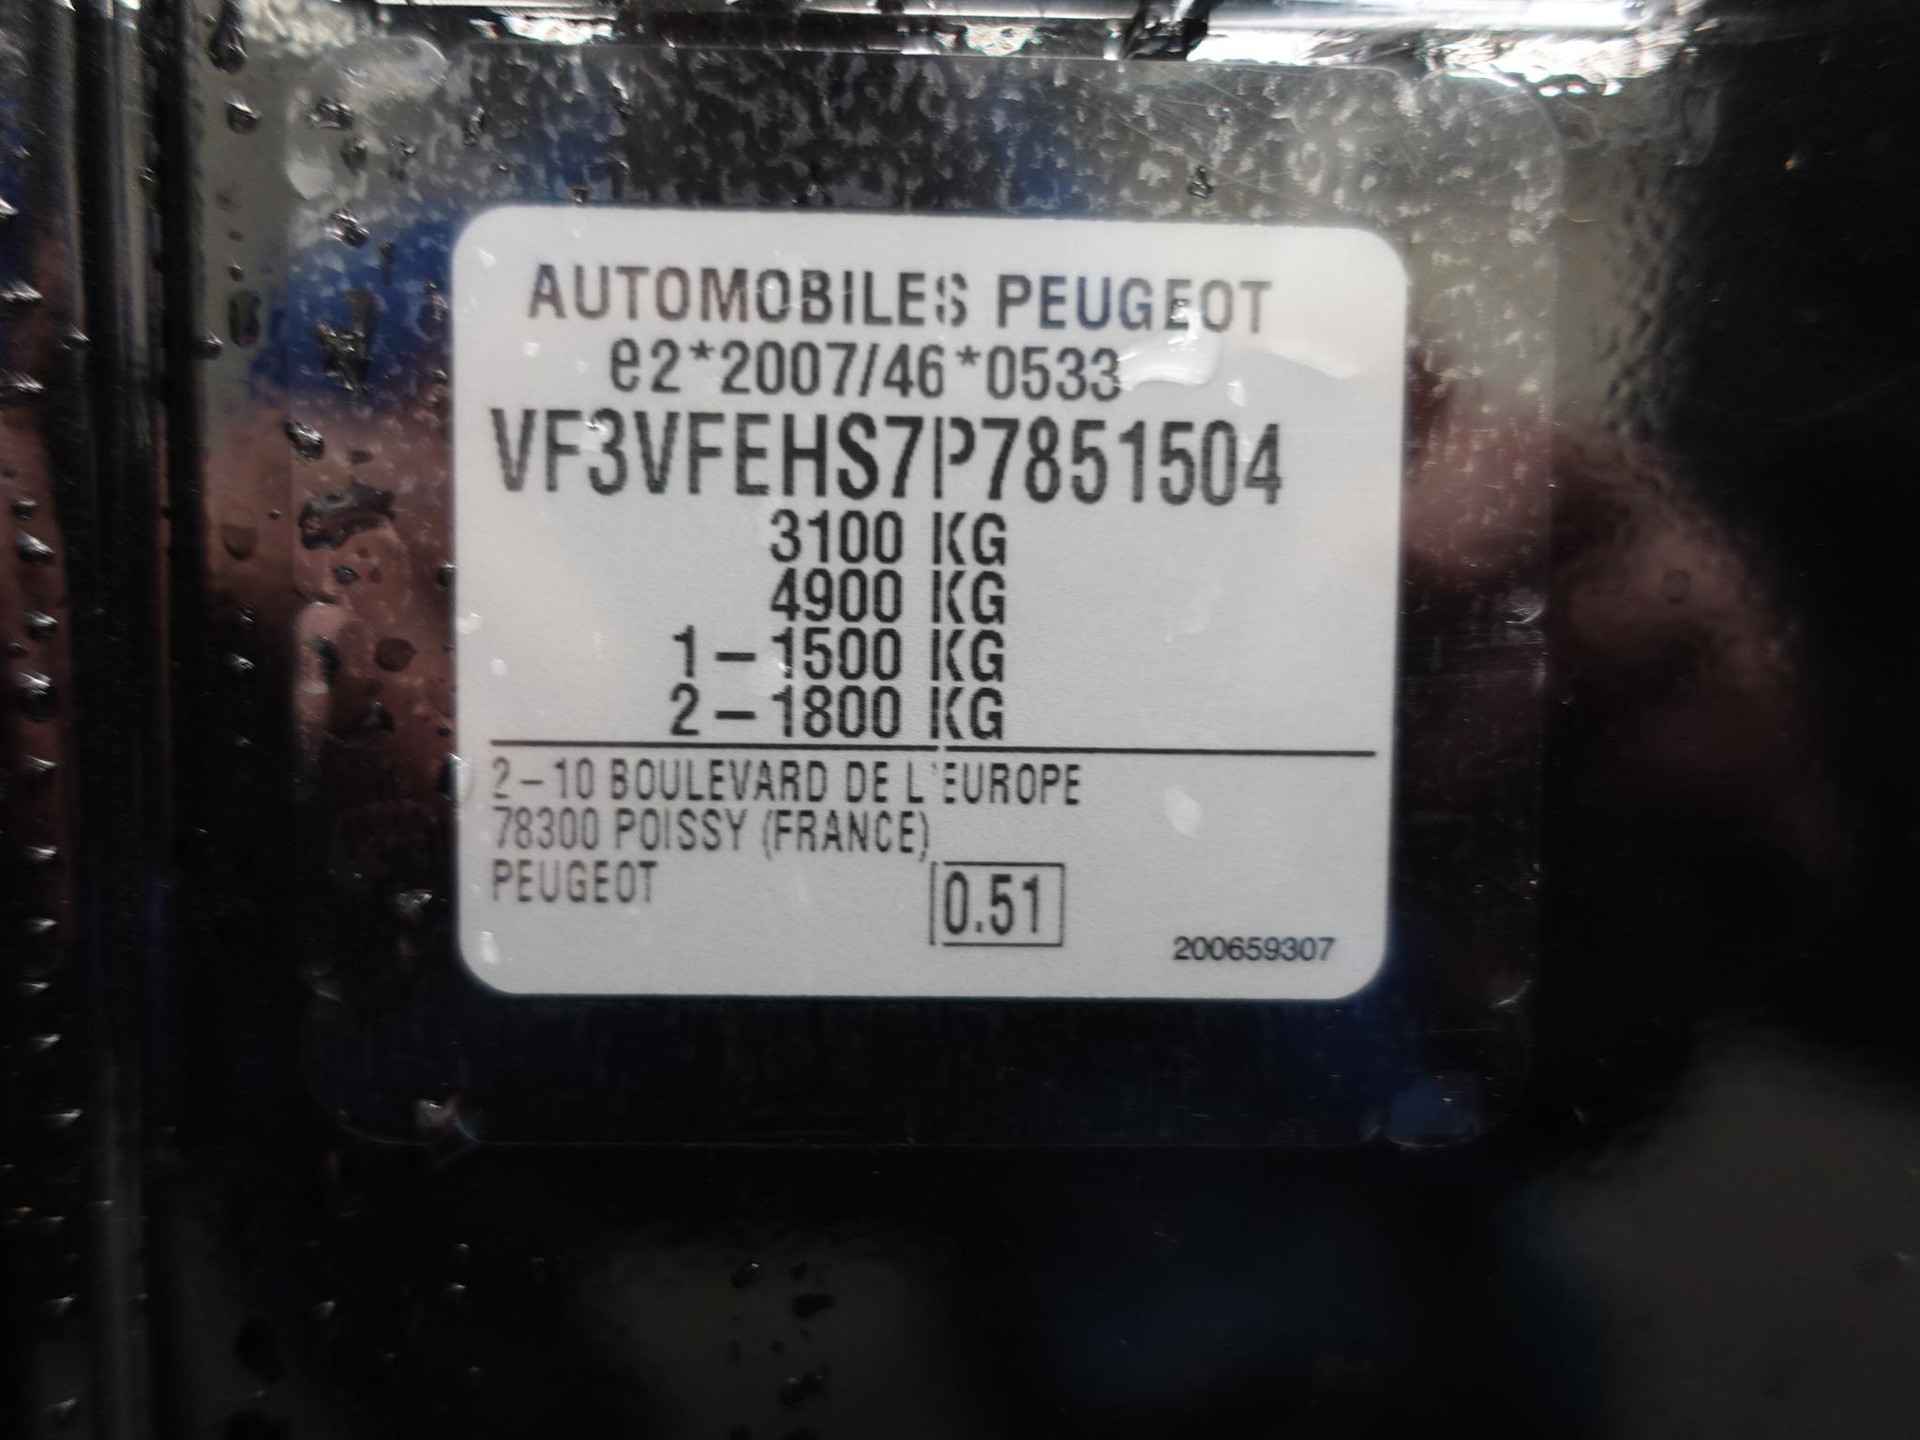 AUTOMOBILES PEUGEOT
e2*2007/46*0533
VF3VFEHS7P7851504
3100 KG
4900 KG
1-1500 KG
2-1800 KG
2-10 BOULEVARD DE L'EUROPE
78300 POISSY (FRANCE)
PEUGEOT
0.51
200659307